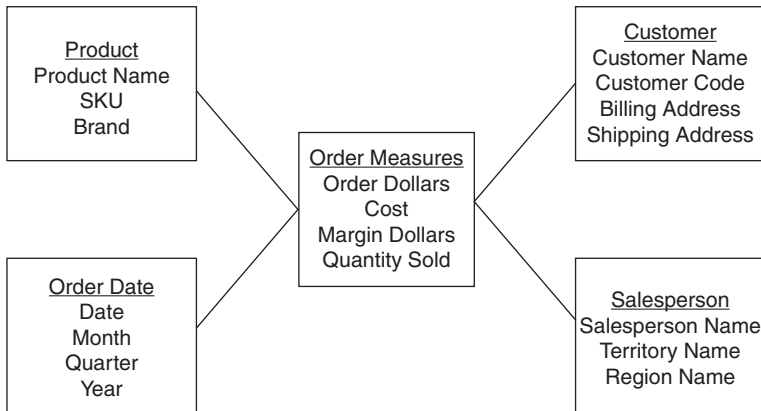 Product
Product Name
SKU
Brand
Customer
Customer Name
Customer Code
Billing Address
Shipping Address
Order Measures
Order Dollars
Cost
Margin Dollars
Quantity Sold
Order Date
Date
Month
Quarter
Year
Salesperson
Salesperson Name
Territory Name
Region Name